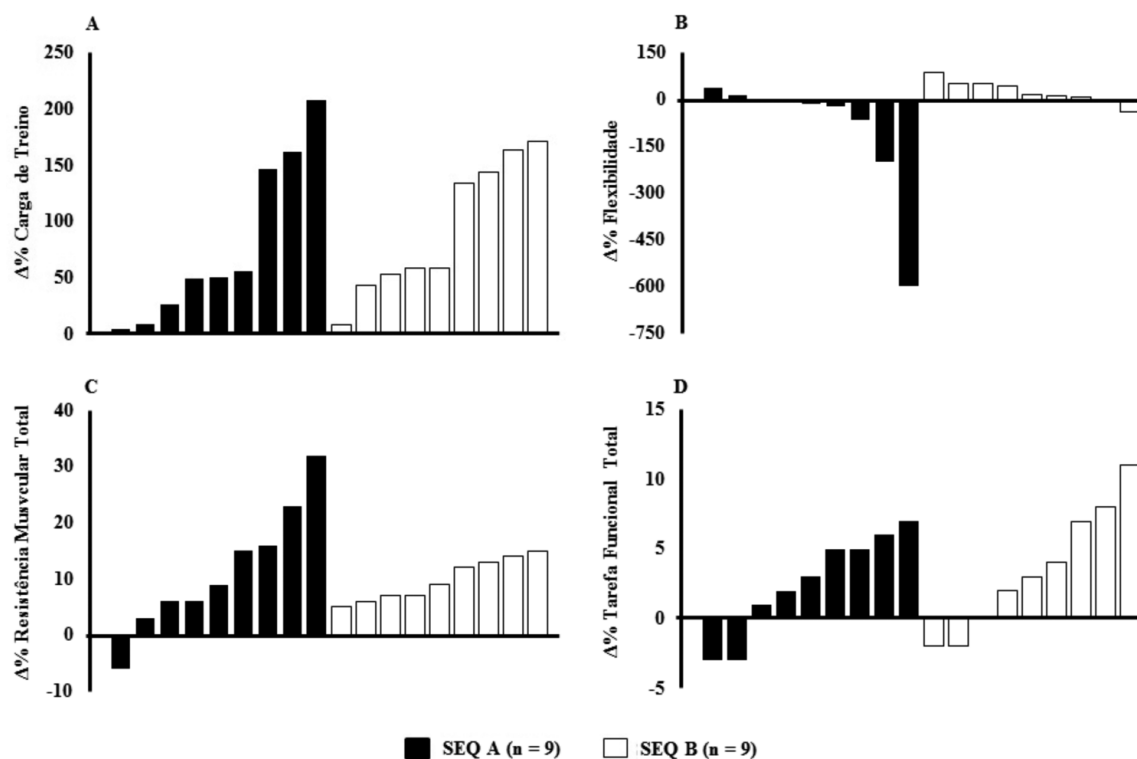 A
250
200
150
100
50
0
Δ% Carga de Treino
B
150
0
-150
-300
-450
-600
-750
Δ% Flexibilidade
C
40
30
20
10
0
-10
Δ% Resistência Musvcular Total
D
15
10
5
0
-5
Δ% Tarefa Funcional Total
SEQ A (n = 9) SEQ B (n = 9)